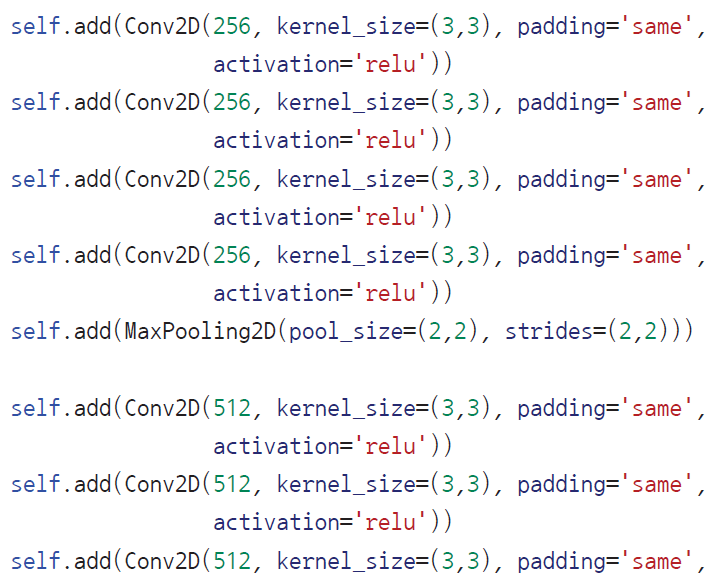 self.add(Conv2D(256, kernel_size=(3,3), padding='same',
activation='relu'))
self.add(Conv2D(256, kernel_size=(3,3), padding='same',
activation='relu'))
self.add(Conv2D(256, kernel_size=(3,3), padding='same',
activation='relu'))
self.add(Conv2D(256, kernel_size=(3,3), padding='same',
activation='relu'))
self.add(MaxPooling2D(pool_size=(2,2), strides=(2,2)))
self.add(Conv2D(512, kernel_size=(3,3), padding='same',
activation='relu'))
self.add(Conv2D(512, kernel_size=(3,3), padding='same',
activation='relu'))
self.add(Conv2D(512, kernel_size=(3,3), padding='same',